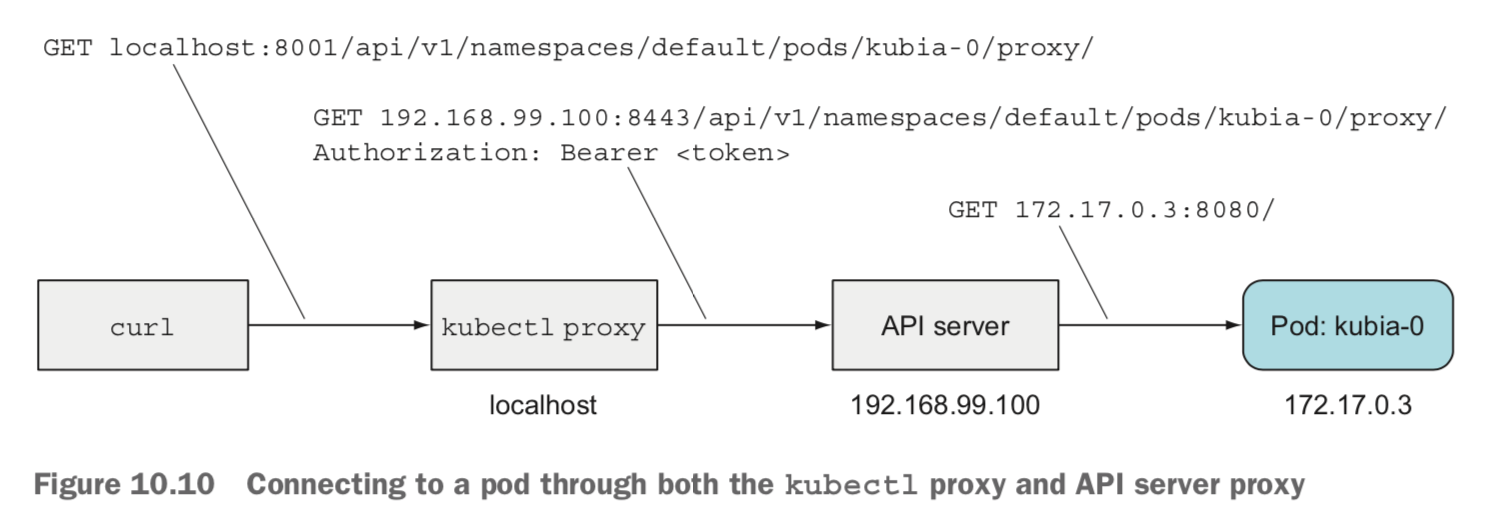 GET localhost:8001/api/v1/namespaces/default/pods/kubia-0/proxy/
GET 192.168.99.100:8443/api/v1/namespaces/default/pods/kubia-0/proxy/
Authorization: Bearer <token>
GET 172.17.0.3:8080/
curl
kubectl proxy
API server
Pod: kubia-0
localhost
192.168.99.100
172.17.0.3
Figure 10.10 Connecting to a pod through both the kubectl proxy and API server proxy